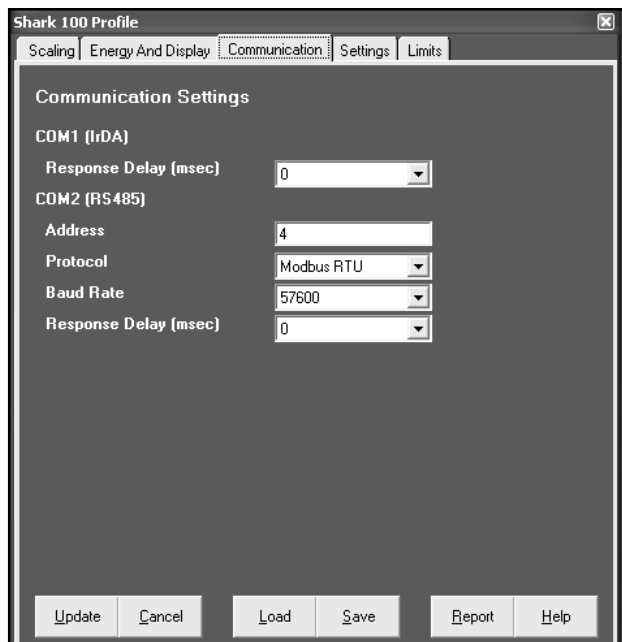 Shark 100 Profile
Scaling Energy And Display Communication Settings Limits
Communication Settings
COM1 (IrDA)
Response Delay (msec) 0
COM2 (RS485)
Address 4
Protocol Modbus RTU
Baud Rate 57600
Response Delay (msec) 0
Update Cancel Load Save Report Help